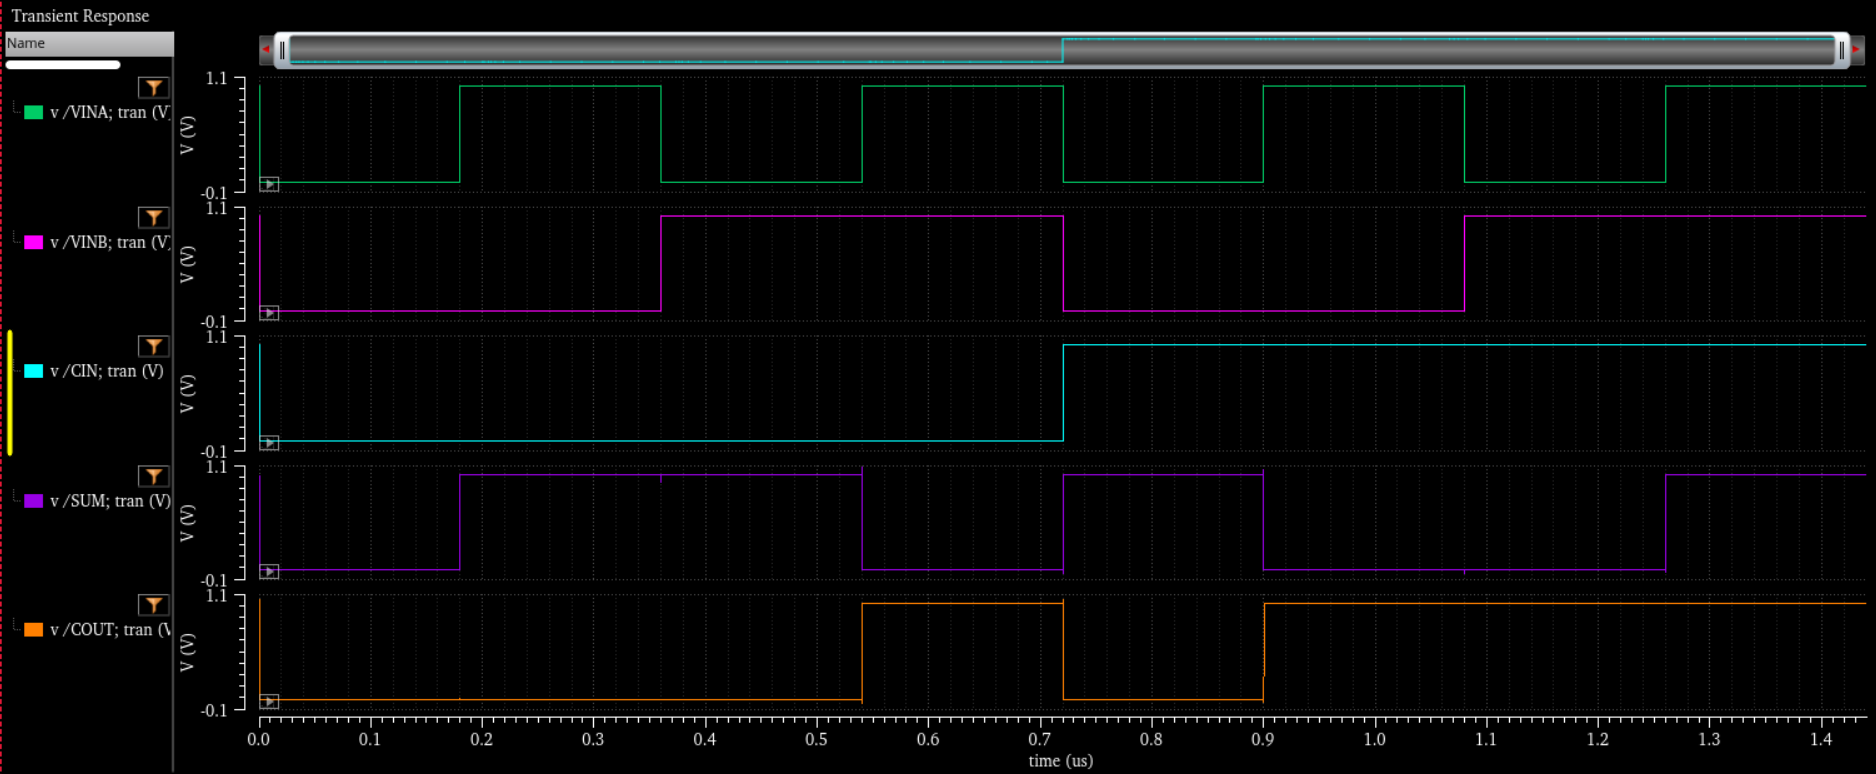 Transient Response
Name
v /VINA; tran (V)
v /VINB; tran (V)
v /CIN; tran (V)
v /SUM; tran (V)
v /COUT; tran (V
1.1
V (V)
-0.1
1.1
V (V)
-0.1
1.1
V (V)
-0.1
1.1
V (V)
-0.1
1.1
V (V)
-0.1
0.0 0.1 0.2 0.3 0.4 0.5 0.6 0.7 0.8 0.9 1.0 1.1 1.2 1.3 1.4
time (us)